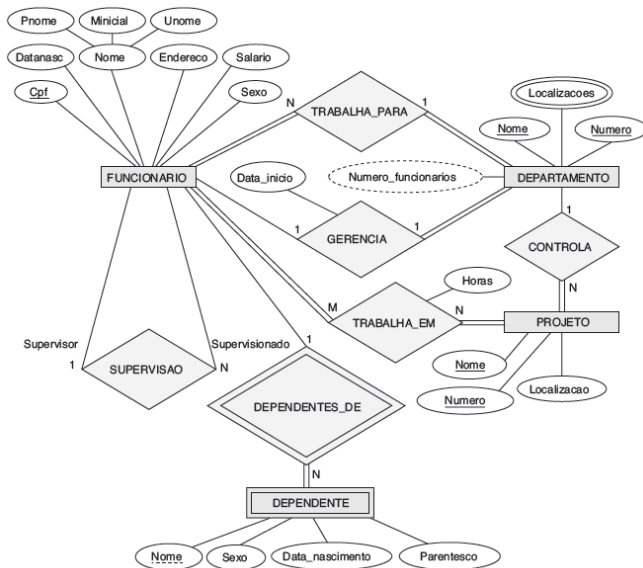 Pnome Minicial Unome
Datanasc Nome Endereco Salario
Cpf Sexo
N TRABALHA_PARA 1
Localizacoes
Nome Numero
FUNCIONARIO
Data_inicio
Numero_funcionarios
DEPARTAMENTO
1 GERENCIA 1
1
CONTROLA
N
Horas
M TRABALHA_EM N
PROJETO
Nome
Numero
Localizacao
Supervisor Supervisionado
1 SUPERVISAO N
1
DEPENDENTES_DE
N
DEPENDENTE
Nome Sexo Data_nascimento Parentesco